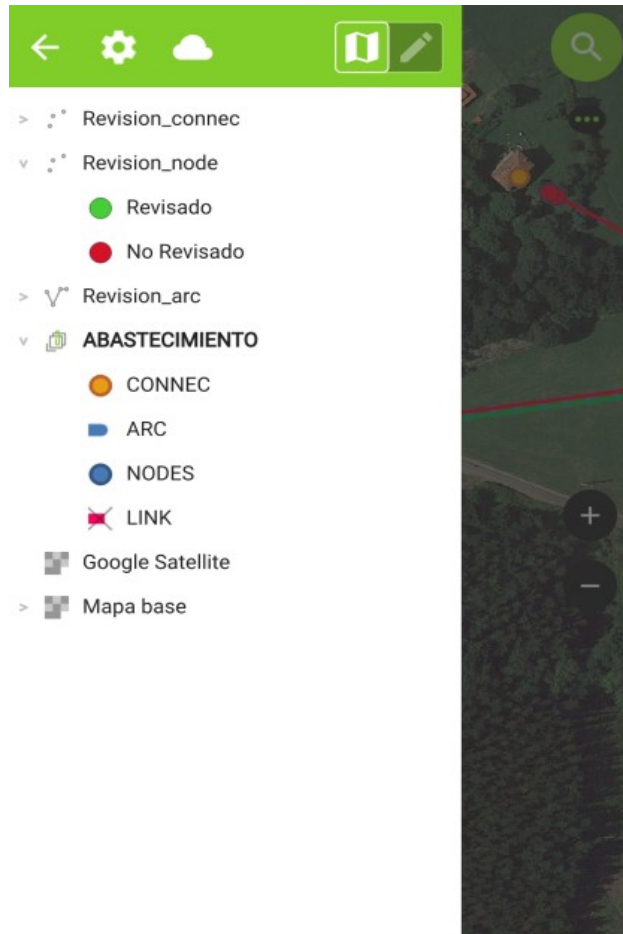 Revision_connec
Revision_node
Revisado
No Revisado
Revision_arc
ABASTECIMIENTO
CONNEC
ARC
NODES
LINK
Google Satellite
Mapa base